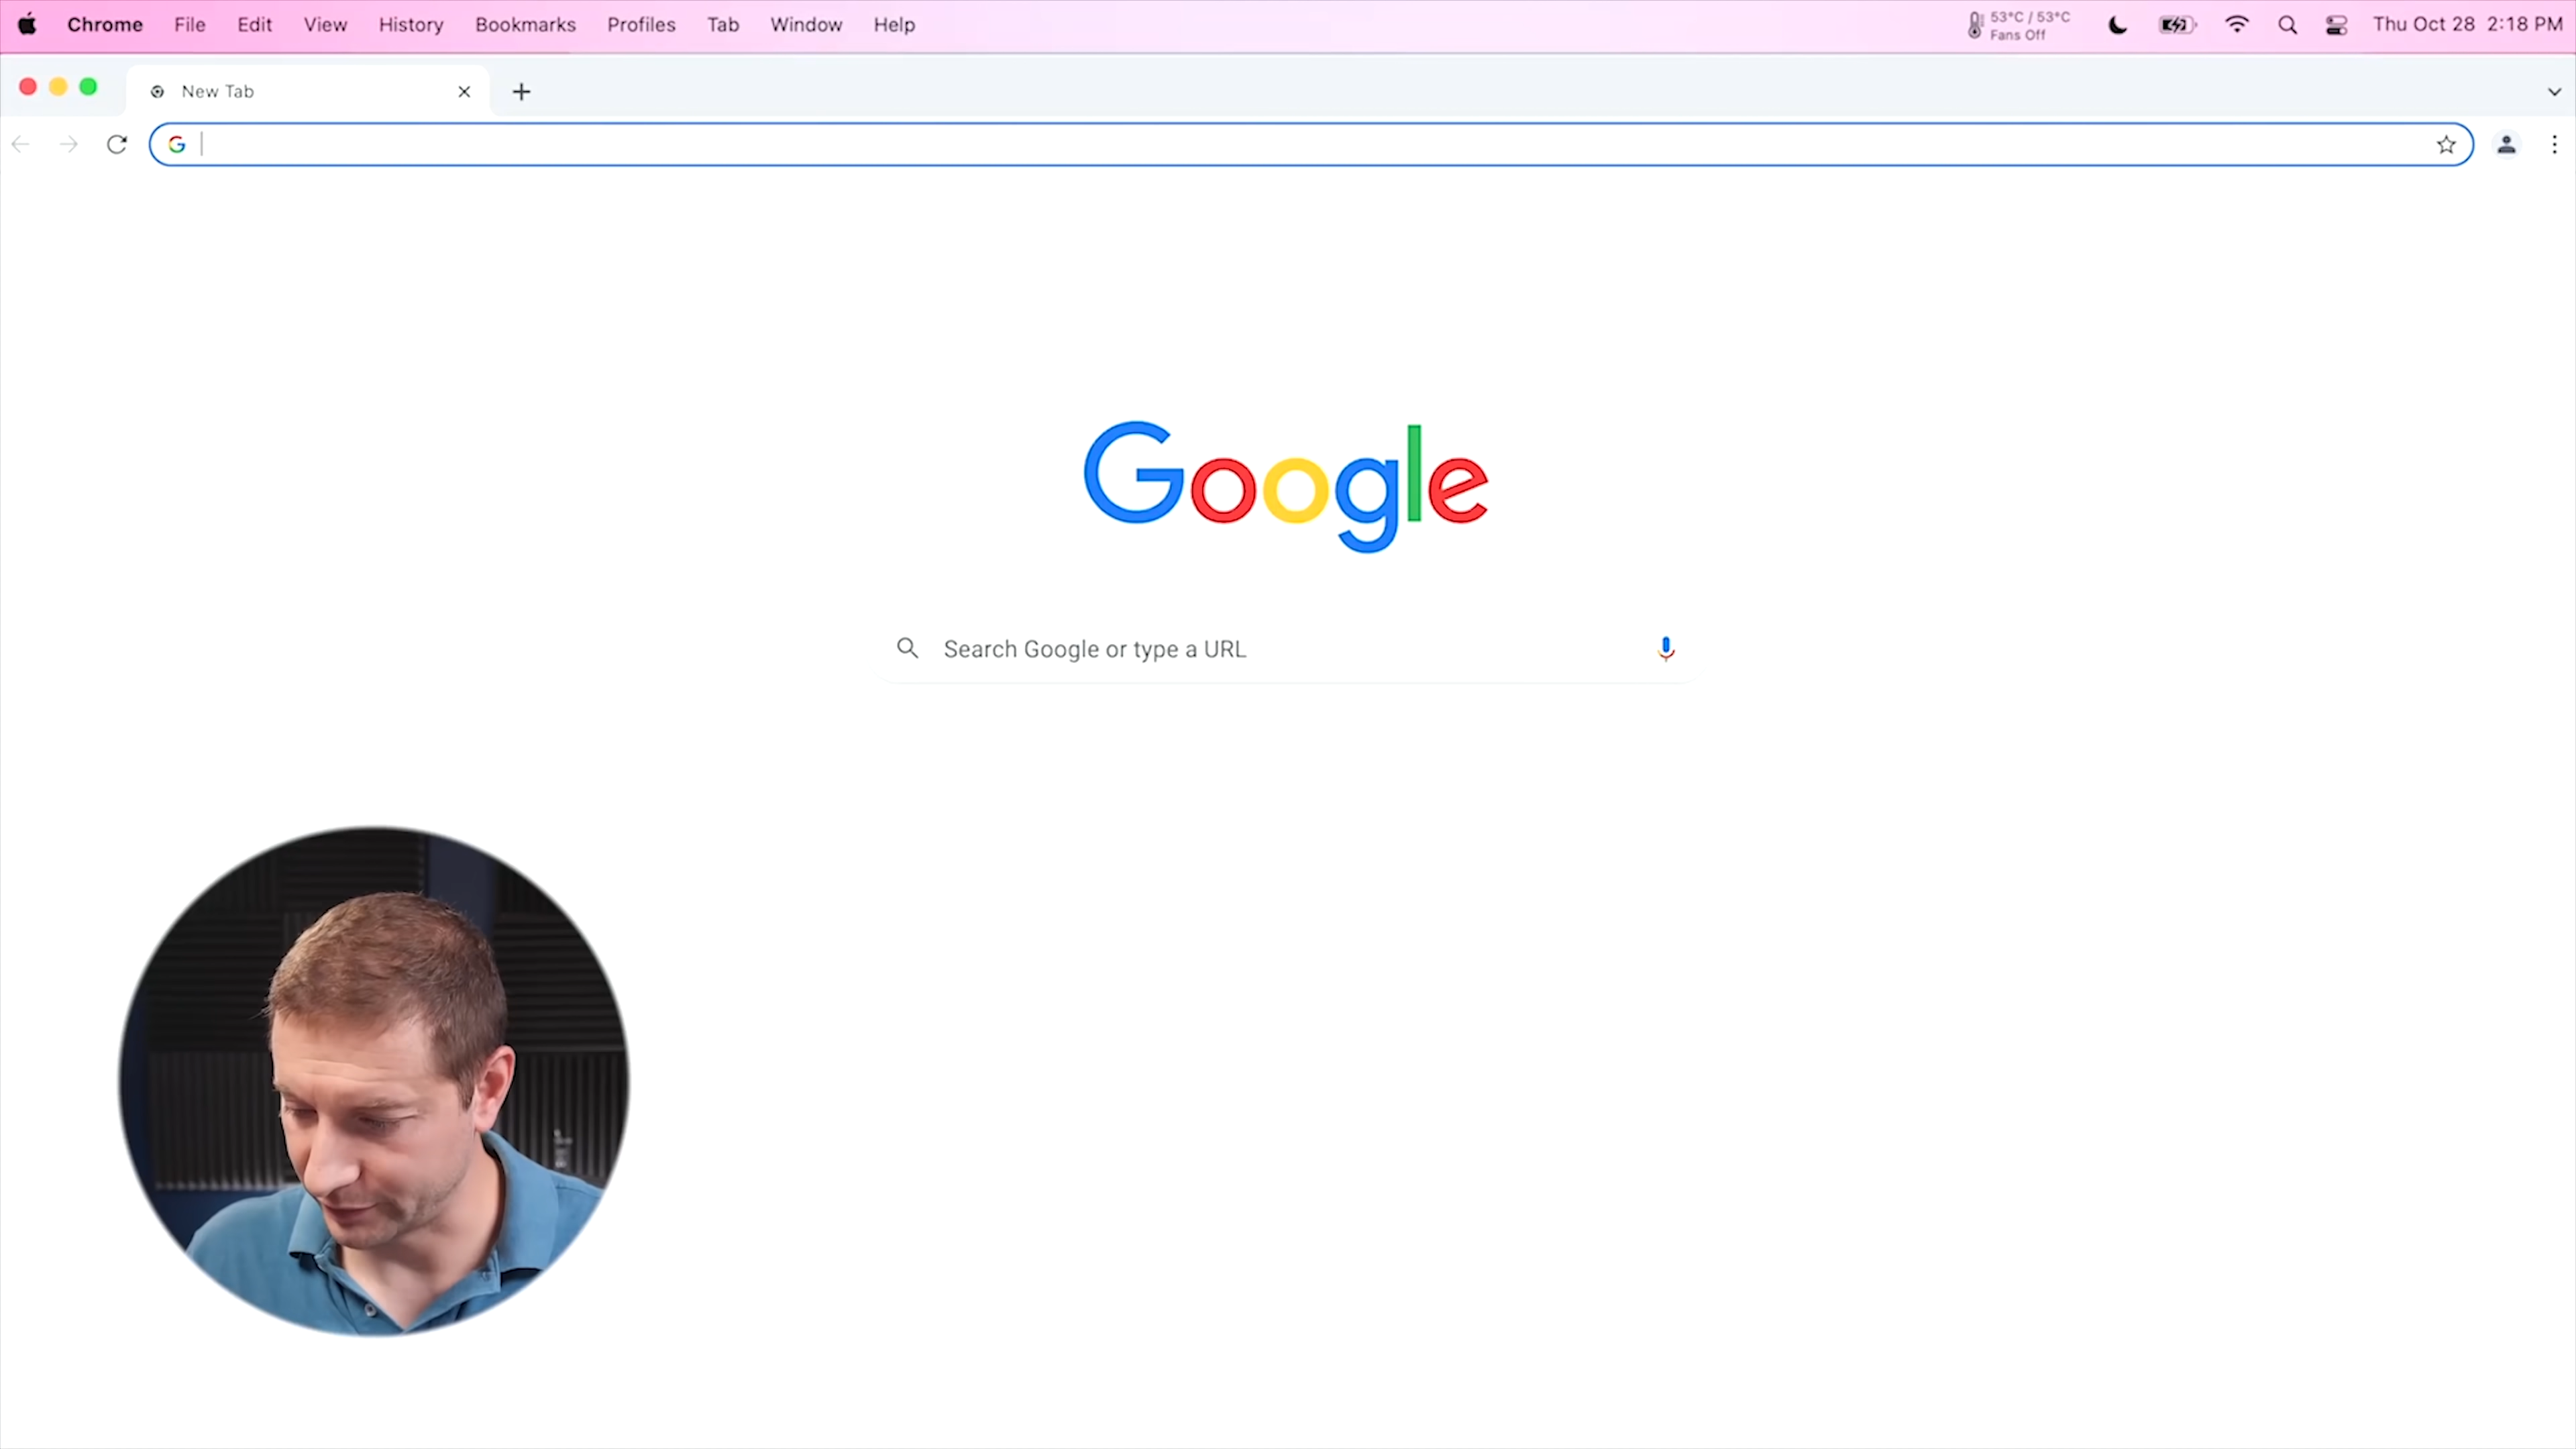 Chrome File Edit View History Bookmarks Profiles Tab Window Help
53°C / 53°C
Fans Off
Thu Oct 28 2:18 PM
New Tab
Google
Search Google or type a URL